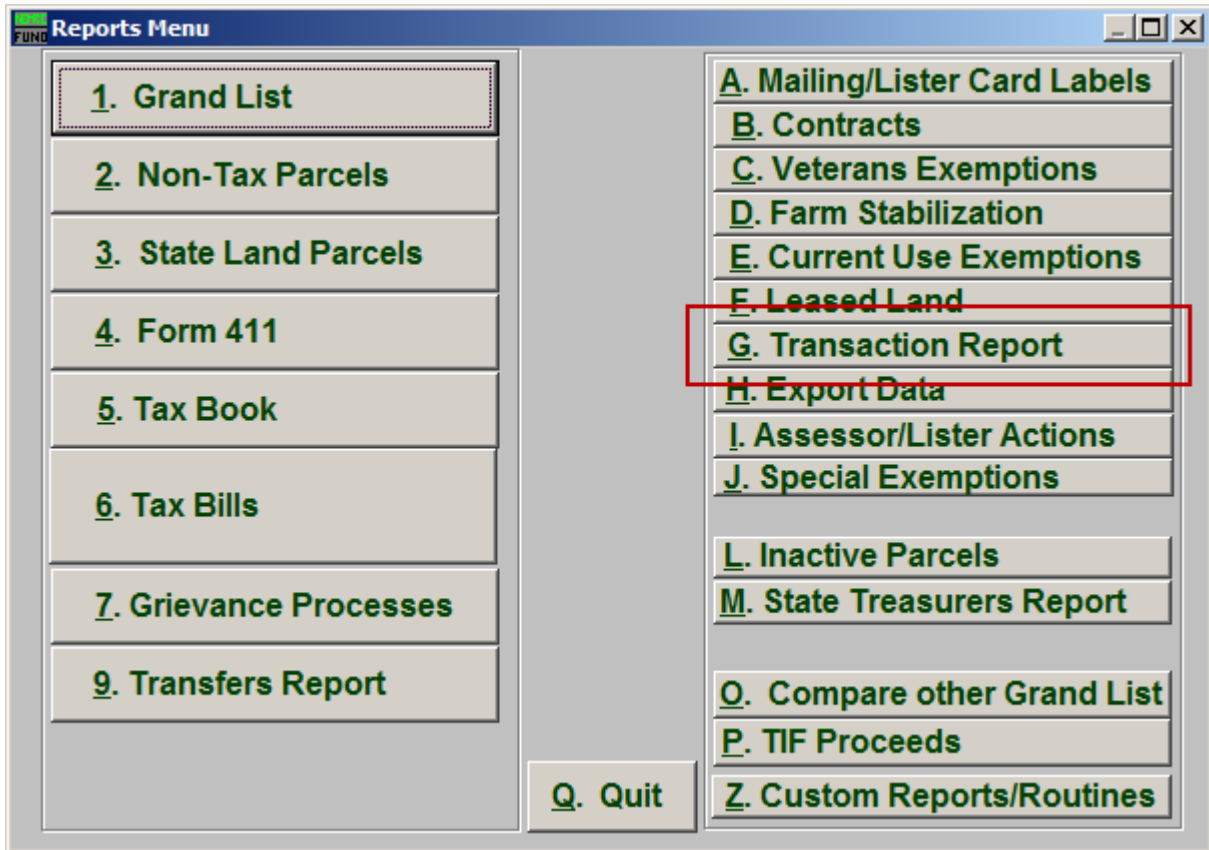 NEMRC
FUND
Reports Menu
1. Grand List
2. Non-Tax Parcels
3. State Land Parcels
4. Form 411
5. Tax Book
6. Tax Bills
7. Grievance Processes
9. Transfers Report
Q. Quit
A. Mailing/Lister Card Labels
B. Contracts
C. Veterans Exemptions
D. Farm Stabilization
E. Current Use Exemptions
F. Leased Land
G. Transaction Report
H. Export Data
I. Assessor/Lister Actions
J. Special Exemptions
L. Inactive Parcels
M. State Treasurers Report
O. Compare other Grand List
P. TIF Proceeds
Z. Custom Reports/Routines